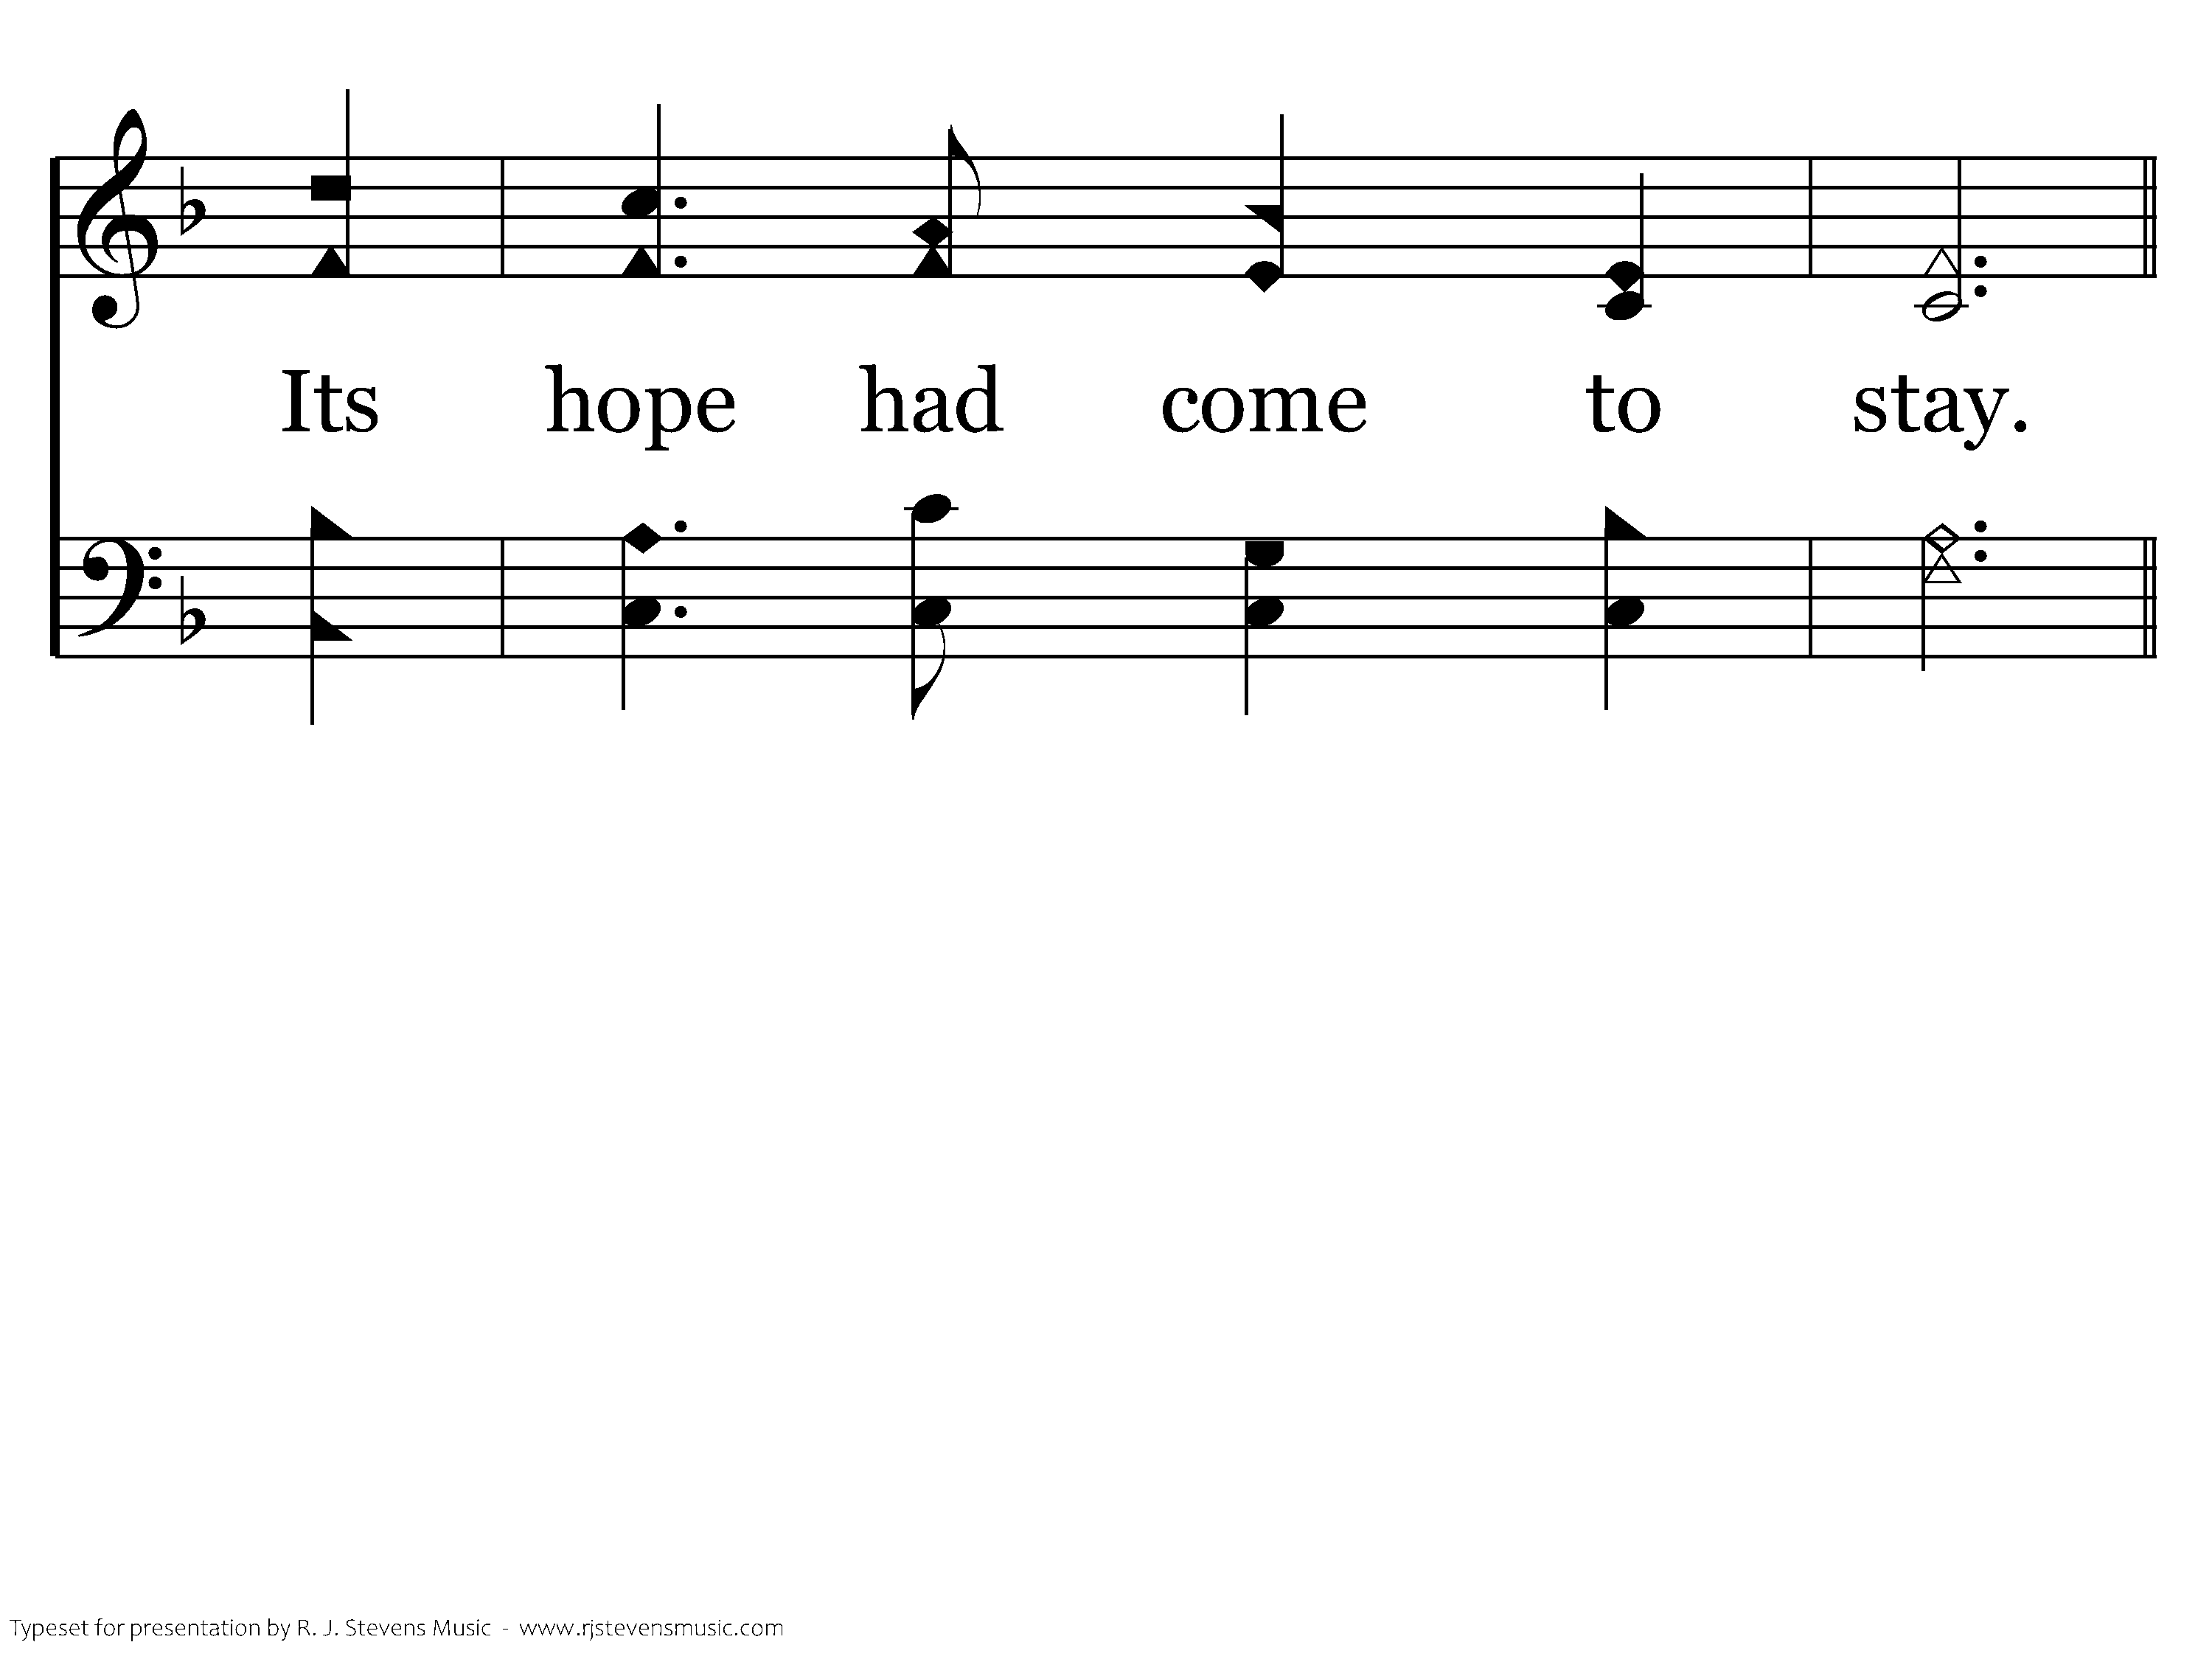 Its hope had come to stay.
Typeset for presentation by R. J. Stevens Music - www.rjstevensmusic.com